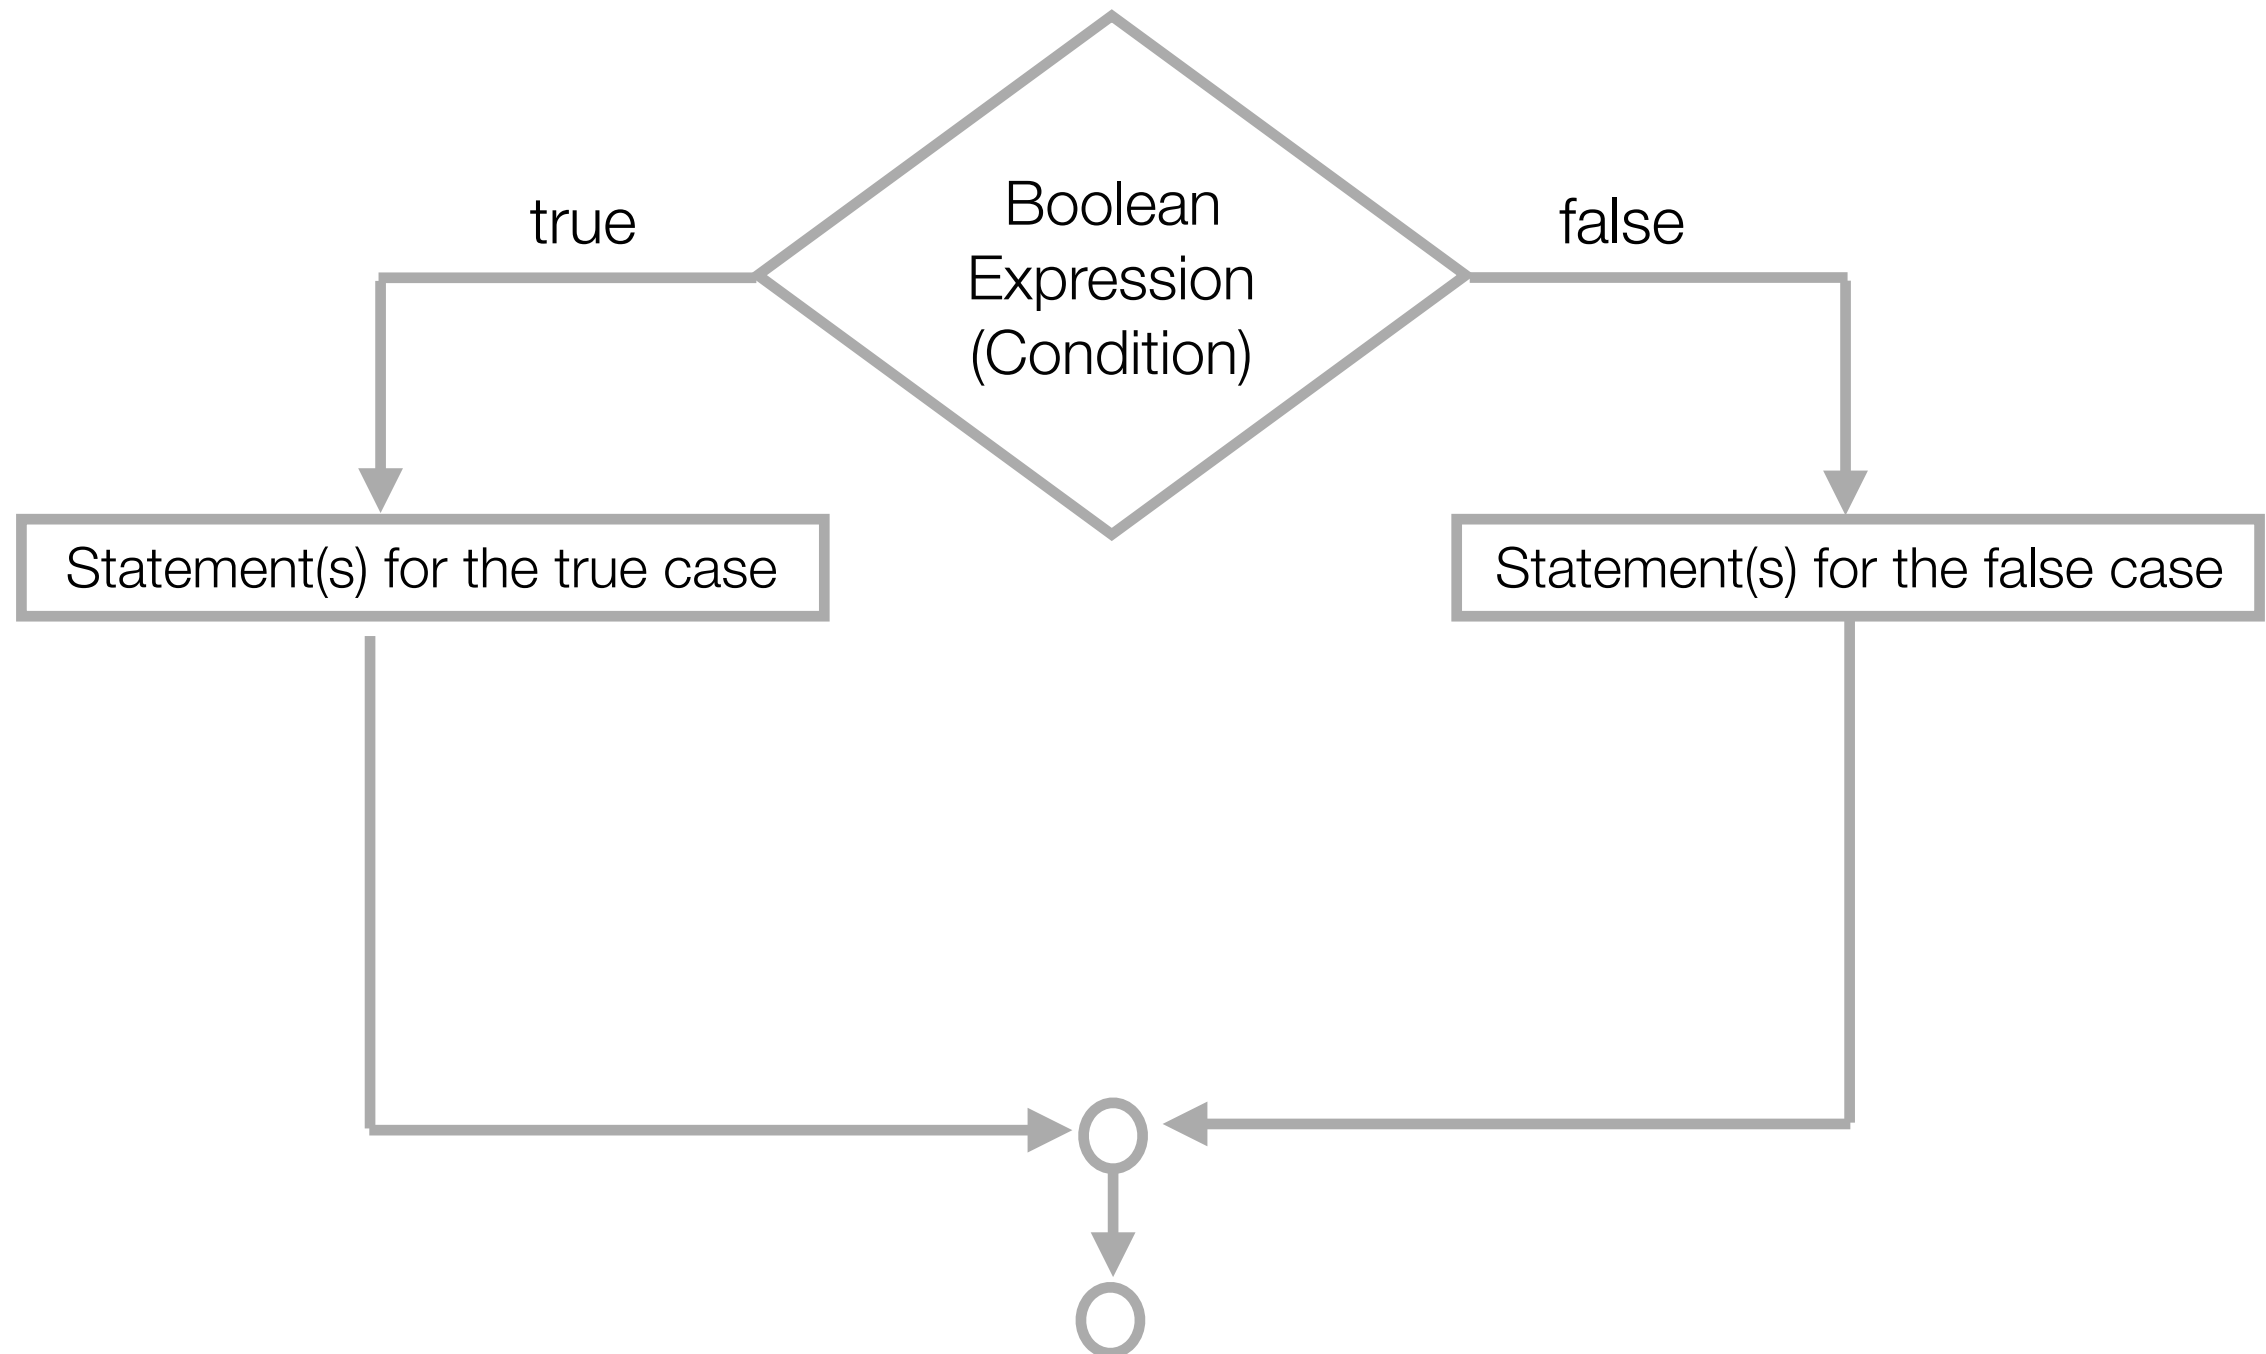 true
Boolean
Expression
(Condition)
false
Statement(s) for the true case
Statement(s) for the false case